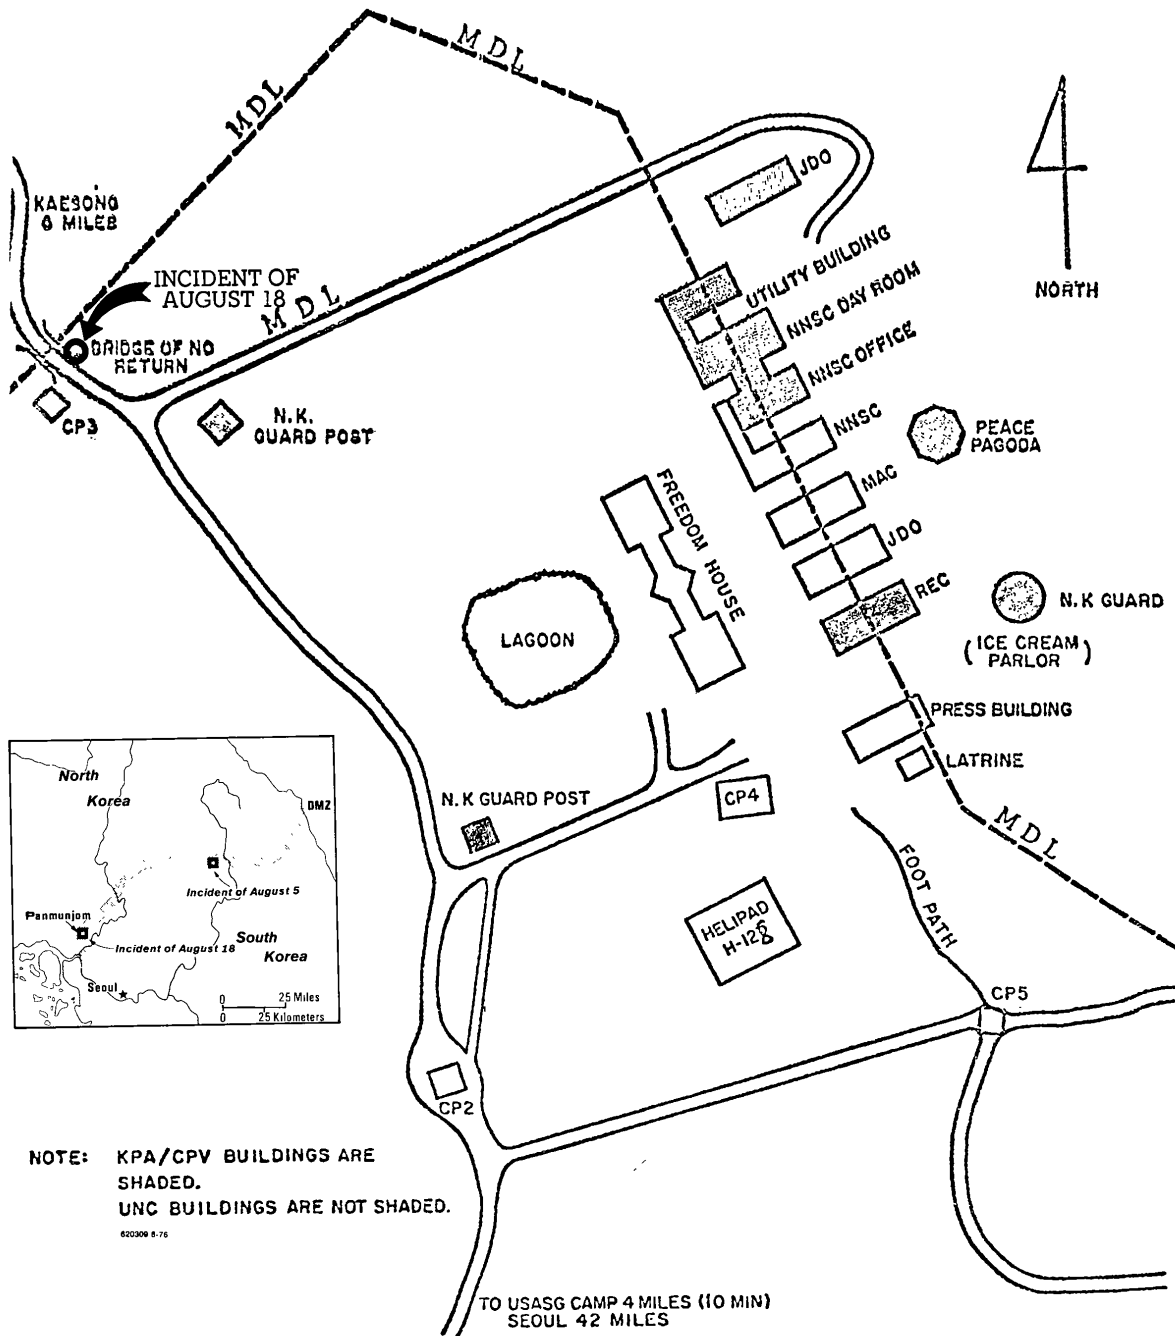 MDL
MDL
JDO
KAESONG
6 MILES
INCIDENT OF
AUGUST 18
MDL
UTILITY BUILDING
NORTH
NNSC DAY ROOM
BRIDGE OF NO
RETURN
NNSC OFFICE
CP3
N.K.
GUARD POST
NNSC
PEACE
PAGODA
MAC
FREEDOM HOUSE
JDO
REC
N.K GUARD
(ICE CREAM
PARLOR)
LAGOON
PRESS BUILDING
LATRINE
North
Korea
DMZ
Incident of August 5
Panmunjom
Incident of August 18
South
Korea
Seoul
0 25 Miles
0 25 Kilometers
N.K GUARD POST
CP4
MDL
FOOT PATH
HELIPAD
CP5
CP2
NOTE: KPA/CPV BUILDINGS ARE
SHADED.
UNC BUILDINGS ARE NOT SHADED.
620309 8-76
TO USASG CAMP 4 MILES (10 MIN)
SEOUL 42 MILES